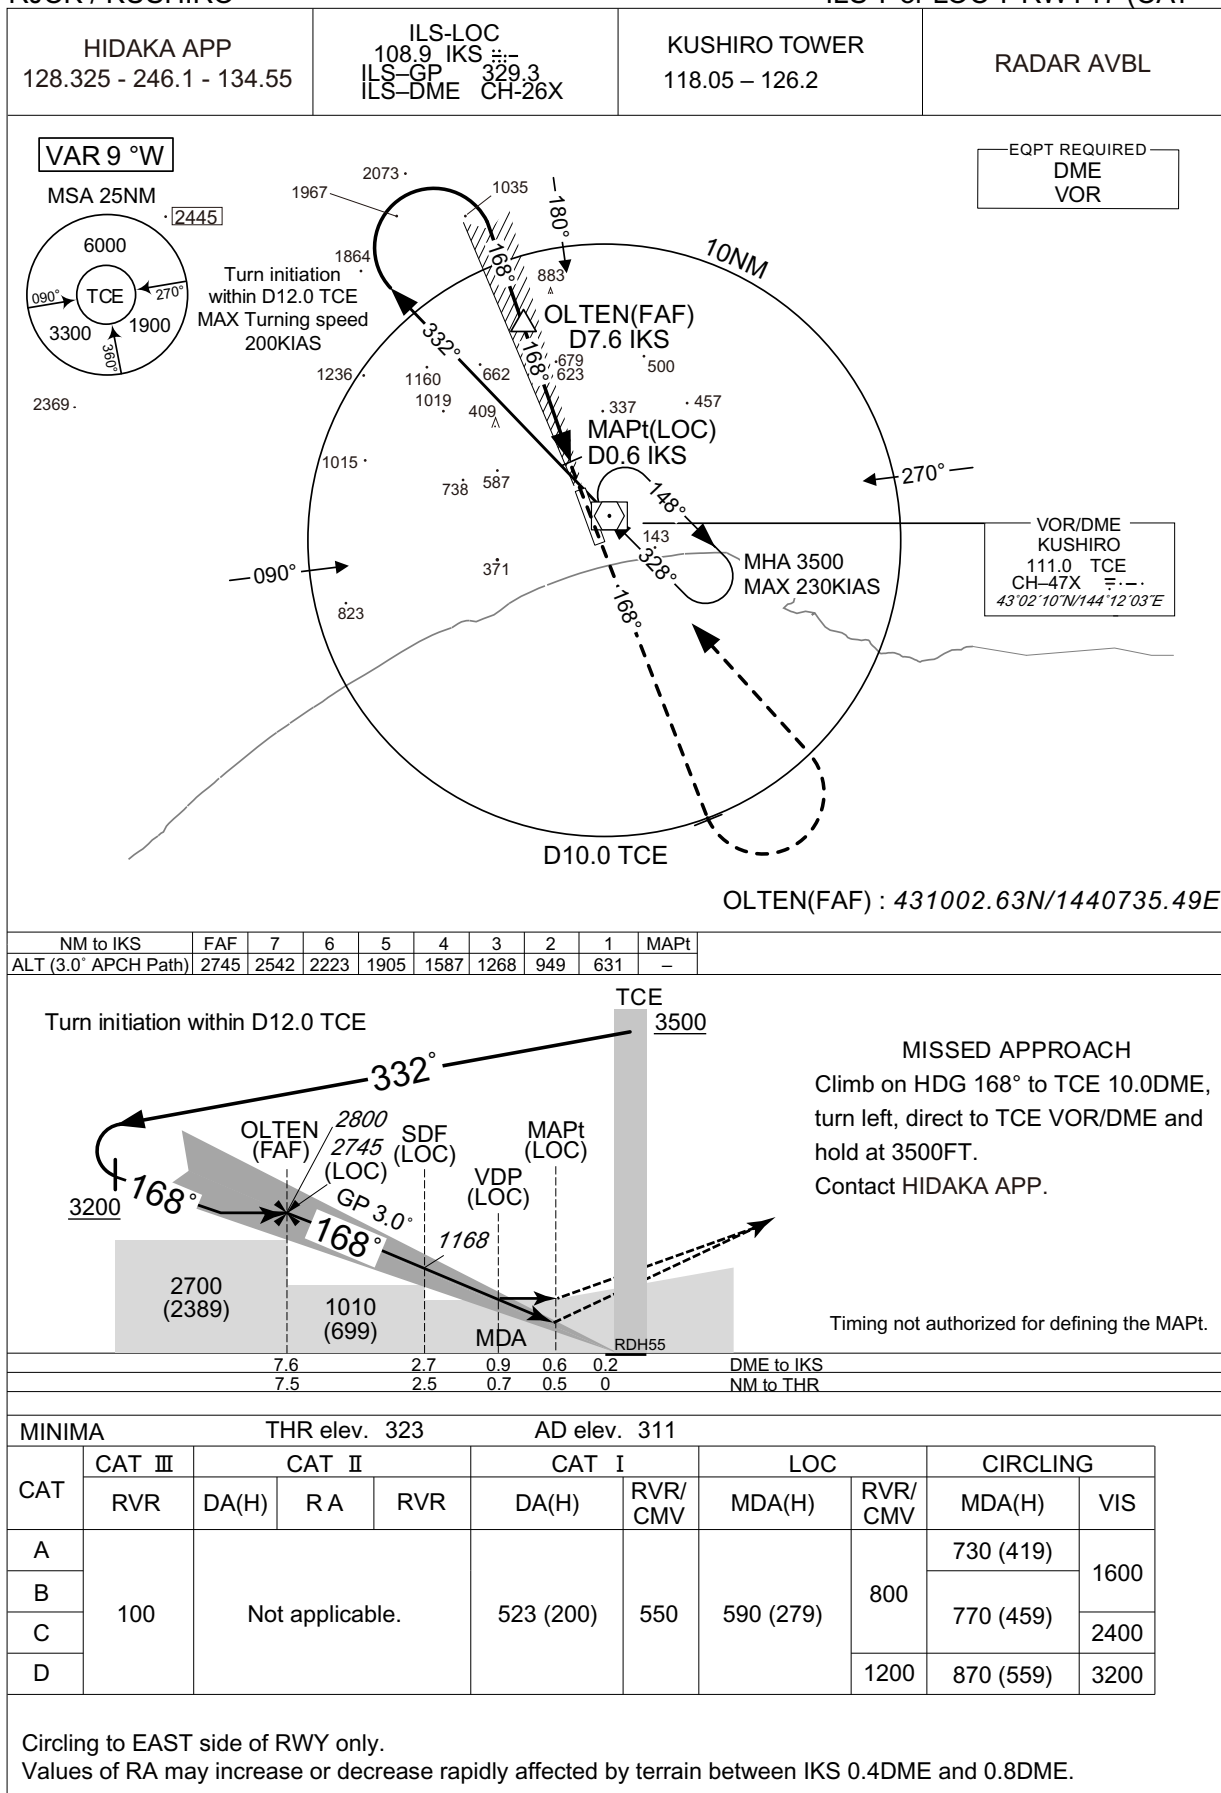 HIDAKA APP
128.325 - 246.1 - 134.55
ILS-LOC
108.9 IKS
ILS–GP 329.3
ILS–DME CH-26X
KUSHIRO TOWER
118.05 – 126.2
RADAR AVBL
VAR 9 °W
MSA 25NM
2445
6000
090°
TCE
270°
3300
1900
360°
2369
EQPT REQUIRED
DME
VOR
2073
1967
1035
180°
10NM
1864
168°
883
Turn initiation
within D12.0 TCE
MAX Turning speed
200KIAS
OLTEN(FAF)
D7.6 IKS
332°
168°
679
623
500
1236
1160
662
1019
409
337
457
MAPt(LOC)
D0.6 IKS
1015
738
587
270°
148°
143
328°
MHA 3500
MAX 230KIAS
VOR/DME
KUSHIRO
111.0 TCE
CH–47X
43°02´10˝N/144°12´03˝E
090°
371
823
168°
D10.0 TCE
OLTEN(FAF) : 431002.63N/1440735.49E
NM to IKS FAF 7 6 5 4 3 2 1 MAPt
ALT (3.0° APCH Path) 2745 2542 2223 1905 1587 1268 949 631 –
TCE
Turn initiation within D12.0 TCE
3500
332°
OLTEN
(FAF)
2800
2745
(LOC)
SDF
(LOC)
MAPt
(LOC)
VDP
(LOC)
3200
168°
GP 3.0°
168°
1168
2700
(2389)
1010
(699)
MDA
RDH55
MISSED APPROACH
Climb on HDG 168° to TCE 10.0DME,
turn left, direct to TCE VOR/DME and
hold at 3500FT.
Contact HIDAKA APP.
Timing not authorized for defining the MAPt.
7.6 2.7 0.9 0.6 0.2 DME to IKS
7.5 2.5 0.7 0.5 0 NM to THR
MINIMA THR elev. 323 AD elev. 311
CAT CAT Ⅲ CAT Ⅱ CAT Ⅰ LOC CIRCLING
RVR DA(H) R A RVR DA(H) RVR/CMV MDA(H) RVR/CMV MDA(H) VIS
A 730 (419) 1600
B 100 Not applicable. 523 (200) 550 590 (279) 800 770 (459)
C 2400
D 1200 870 (559) 3200
Circling to EAST side of RWY only.
Values of RA may increase or decrease rapidly affected by terrain between IKS 0.4DME and 0.8DME.